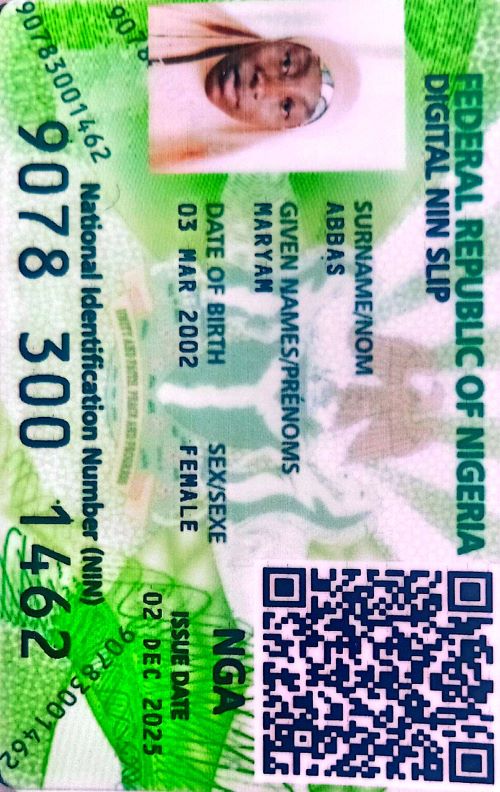 FEDERAL REPUBLIC OF NIGERIA
DIGITAL NIN SLIP
SURNAME/NOM
ABBAS
GIVEN NAMES/PRÉNOMS
MARYAM
DATE OF BIRTH
03 MAR 2002
SEX/SEXE
FEMALE
NGA
ISSUE DATE
02 DEC 2025
National Identification Number (NIN)
9078 300 1462
90783001462
9078
90783001462